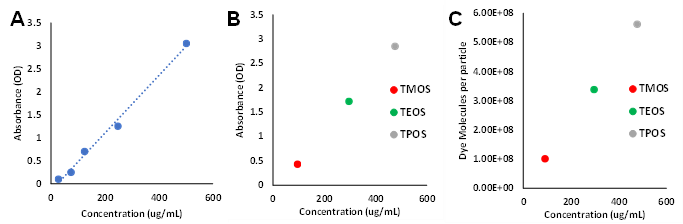 A
Absorbance (OD)
3.5
3
2.5
2
1.5
1
0.5
0
0
200
400
600
Concentration (ug/mL)
B
Absorbance (OD)
3.5
3
2.5
2
1.5
1
0.5
0
TMOS
TEOS
TPOS
0
200
400
600
Concentration (ug/mL)
C
Dye Molecules per particle
6.00E+08
5.00E+08
4.00E+08
3.00E+08
2.00E+08
1.00E+08
0.00E+00
TMOS
TEOS
TPOS
0
200
400
600
Concentration (ug/mL)